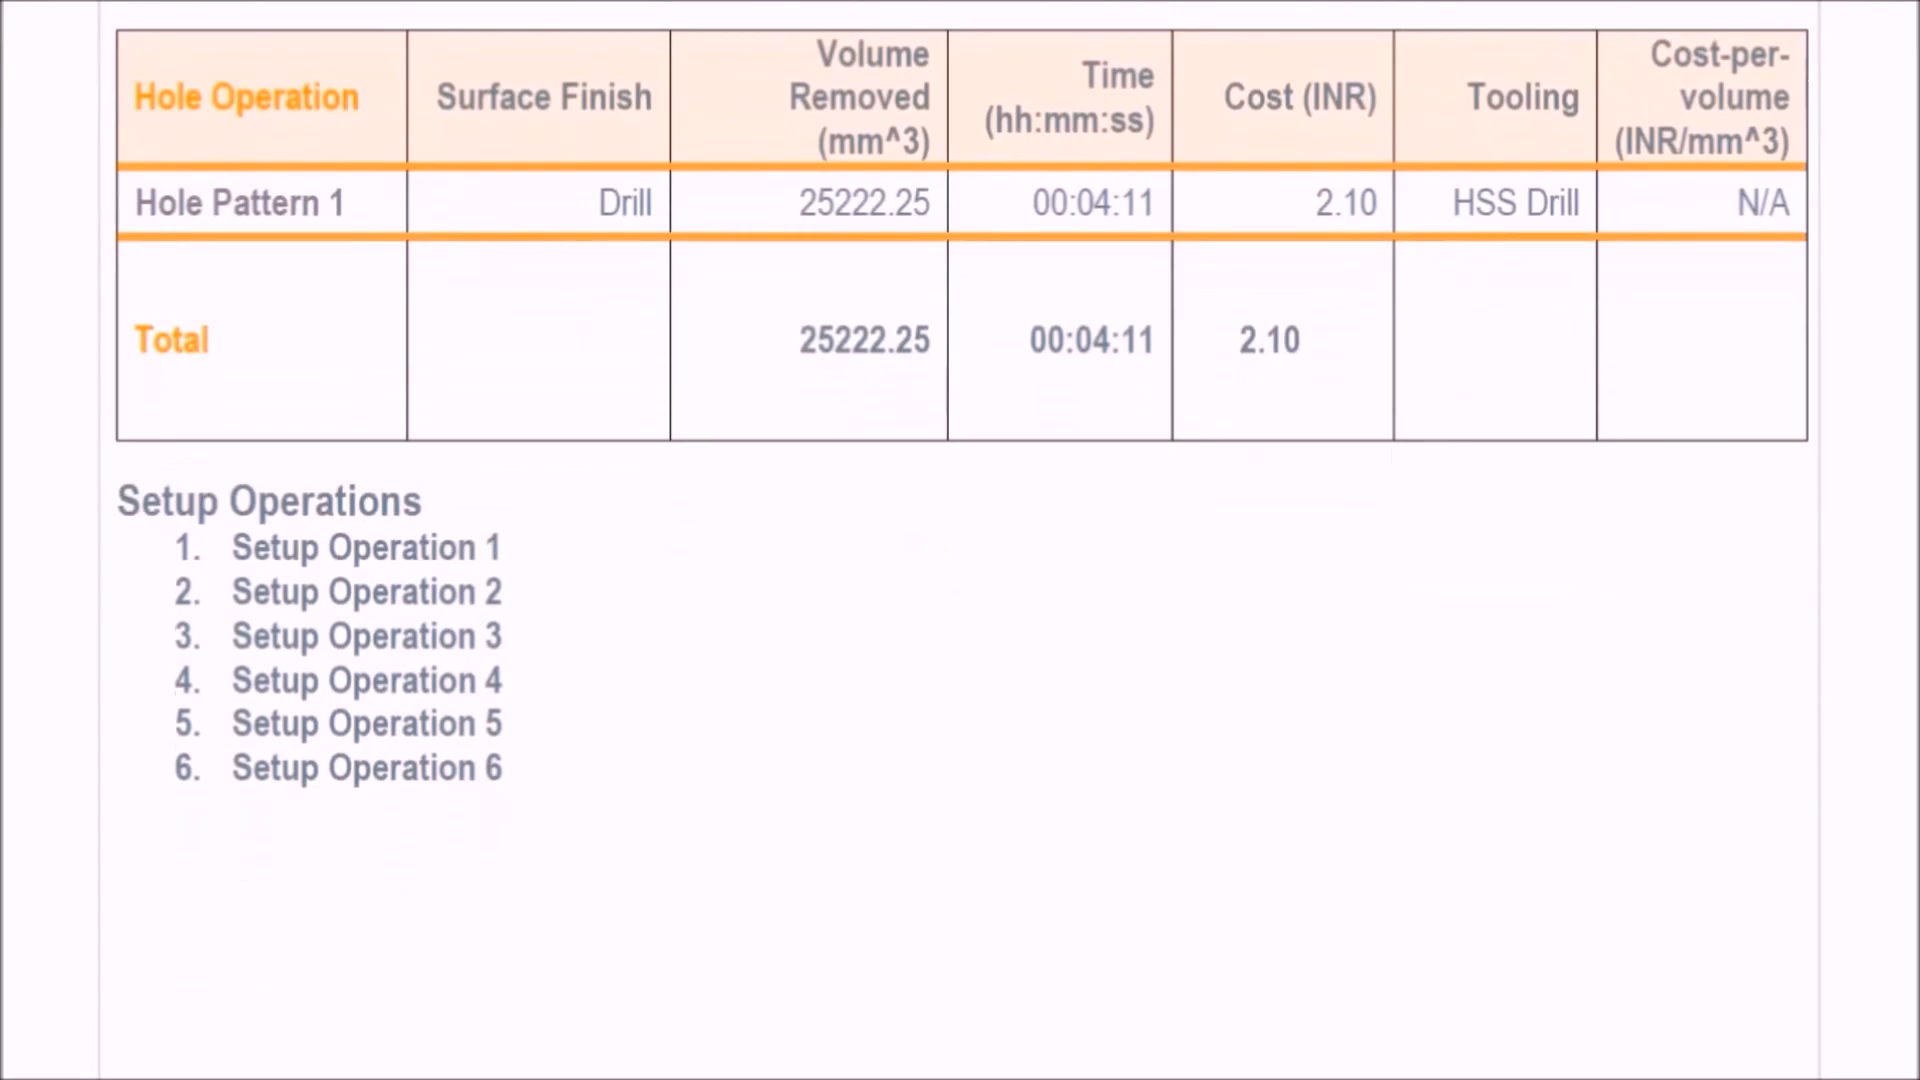 Hole Operation Surface Finish Volume Removed (mm^3) Time (hh:mm:ss) Cost (INR) Tooling Cost-per-volume (INR/mm^3)
Hole Pattern 1 Drill 25222.25 00:04:11 2.10 HSS Drill N/A
Total 25222.25 00:04:11 2.10
Setup Operations
1. Setup Operation 1
2. Setup Operation 2
3. Setup Operation 3
4. Setup Operation 4
5. Setup Operation 5
6. Setup Operation 6